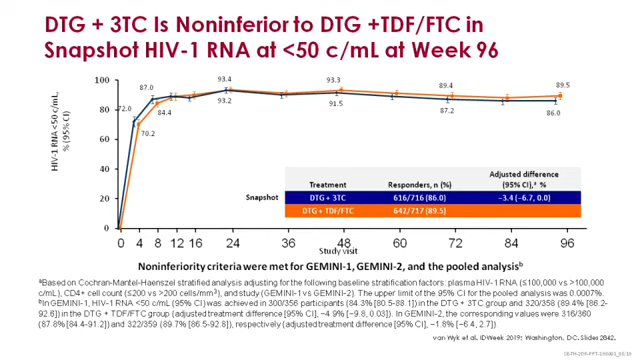 DTG + 3TC Is Noninferior to DTG +TDF/FTC in
Snapshot HIV-1 RNA at <50 c/mL at Week 96
HIV-1 RNA <50 c/mL,
% (95% CI)
100
80
60
40
20
0
72.0
87.0
93.4
93.3
89.4
89.5
70.2
84.4
93.2
91.5
87.2
86.0
Snapshot
Treatment Responders, n (%) Adjusted difference (95% CI),ᵃ %
DTG + 3TC 616/716 (86.0) −3.4 (−6.7, 0.0)
DTG + TDF/FTC 642/717 (89.5)
0 4 8 12 16 24 36 48 60 72 84 96
Study visit
Noninferiority criteria were met for GEMINI-1, GEMINI-2, and the pooled analysisᵇ
ᵃBased on Cochran-Mantel-Haenszel stratified analysis adjusting for the following baseline stratification factors: plasma HIV-1 RNA (≤100,000 vs >100,000
c/mL), CD4+ cell count (≤200 vs >200 cells/mm³), and study (GEMINI-1 vs GEMINI-2). The upper limit of the 95% CI for the pooled analysis was 0.0007%.
ᵇIn GEMINI-1, HIV-1 RNA <50 c/mL (95% CI) was achieved in 300/356 participants (84.3% [80.5-88.1]) in the DTG + 3TC group and 320/358 (89.4% [86.2-
92.6]) in the DTG + TDF/FTC group (adjusted treatment difference [95% CI], −4.9% [−9.8, 0.03]). In GEMINI-2, the corresponding values were 316/360
(87.8% [84.4-91.2]) and 322/359 (89.7% [86.5-92.8]), respectively (adjusted treatment difference [95% CI], −1.8% [−6.4, 2.7]).
van Wyk et al. IDWeek 2019; Washington, DC. Slides 2842.